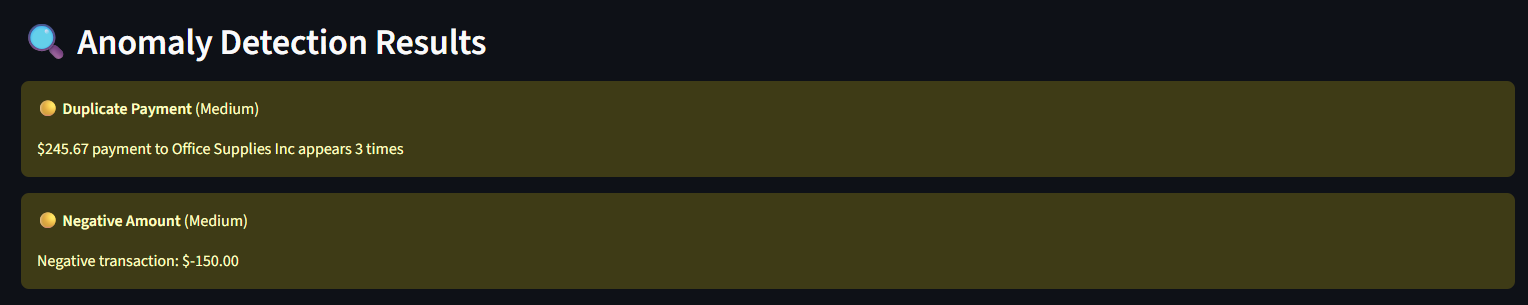 Anomaly Detection Results
Duplicate Payment (Medium)
$245.67 payment to Office Supplies Inc appears 3 times
Negative Amount (Medium)
Negative transaction: $-150.00